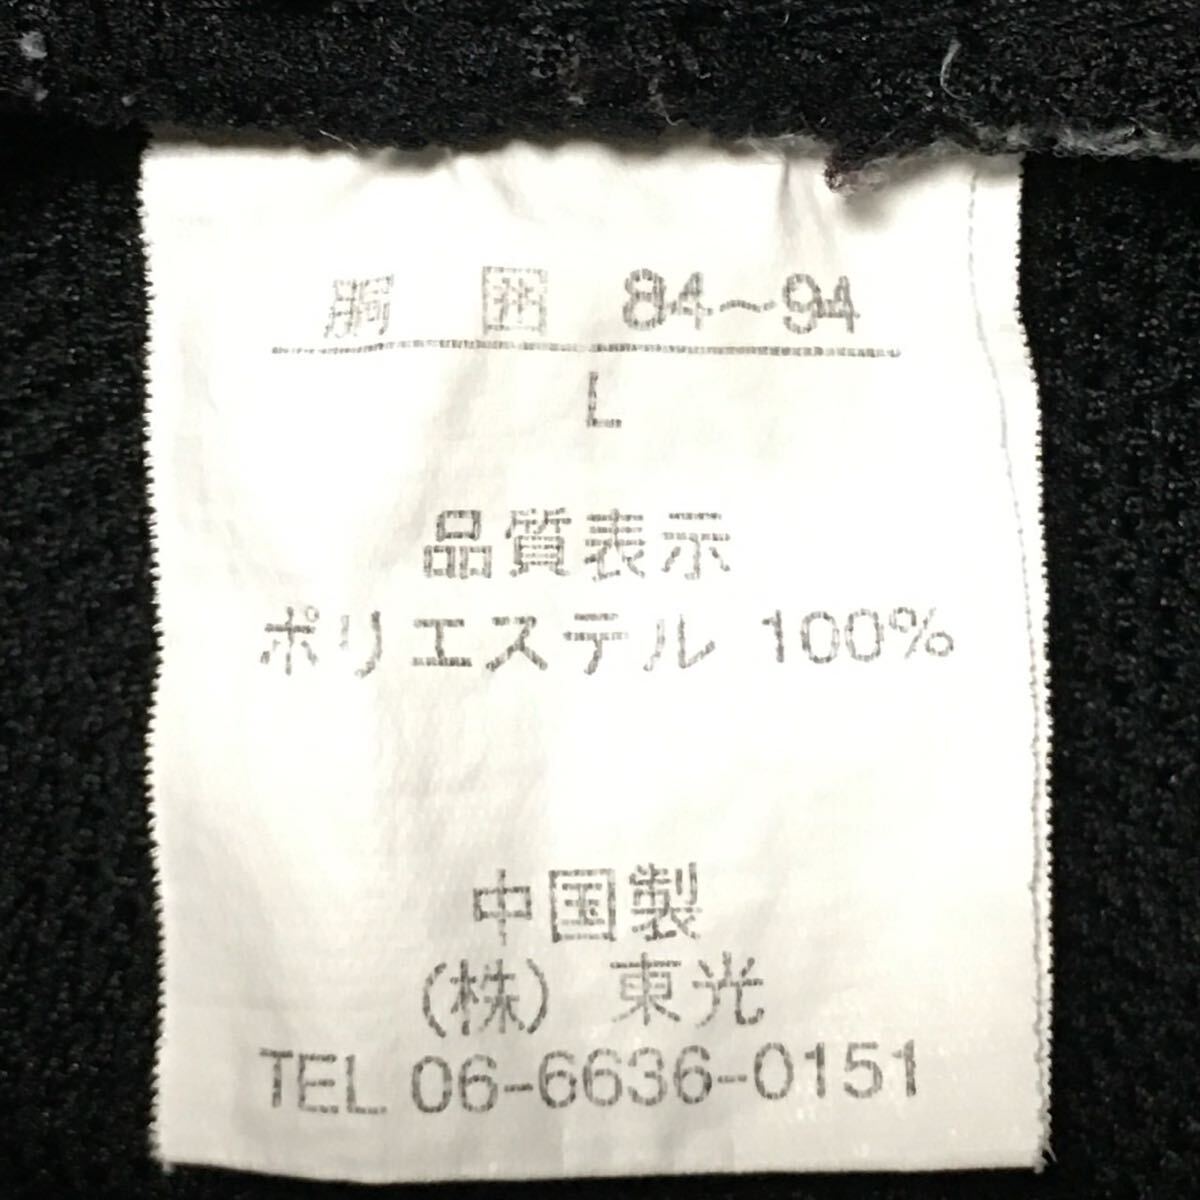 胴 囲 84~94
L
品質表示
ポリエステル 100%
中国製
(株) 東光
TEL 06-6636-0151